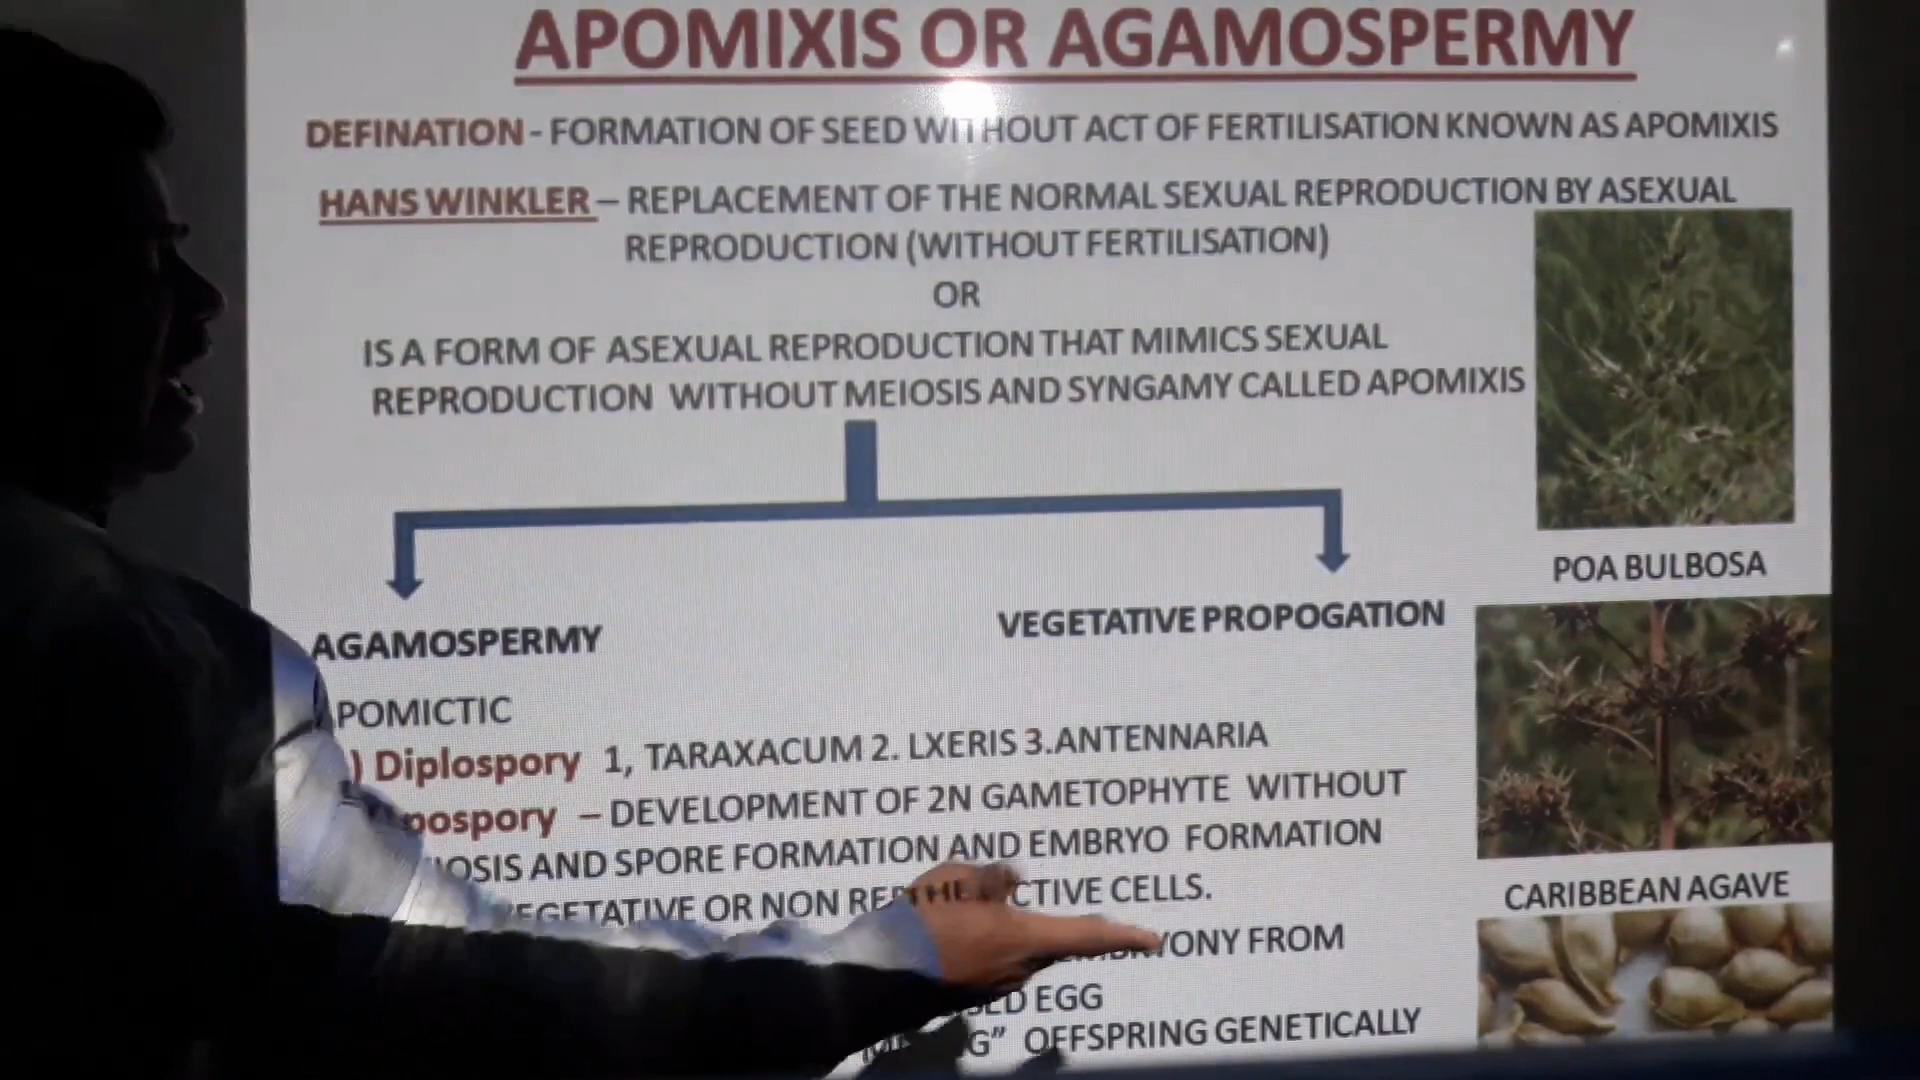 APOMIXIS OR AGAMOSPERMY
DEFINATION - FORMATION OF SEED WITHOUT ACT OF FERTILISATION KNOWN AS APOMIXIS
HANS WINKLER – REPLACEMENT OF THE NORMAL SEXUAL REPRODUCTION BY ASEXUAL
REPRODUCTION (WITHOUT FERTILISATION)
OR
IS A FORM OF ASEXUAL REPRODUCTION THAT MIMICS SEXUAL
REPRODUCTION WITHOUT MEIOSIS AND SYNGAMY CALLED APOMIXIS
POA BULBOSA
AGAMOSPERMY
VEGETATIVE PROPOGATION
POMICTIC
) Diplospory 1, TARAXACUM 2. LXERIS 3.ANTENNARIA
pospory – DEVELOPMENT OF 2N GAMETOPHYTE WITHOUT
OSIS AND SPORE FORMATION AND EMBRYO FORMATION
EGETATIVE OR NON CTIVE CELLS.
CARIBBEAN AGAVE
YONY FROM
EGG
G” OFFSPRING GENETICALLY